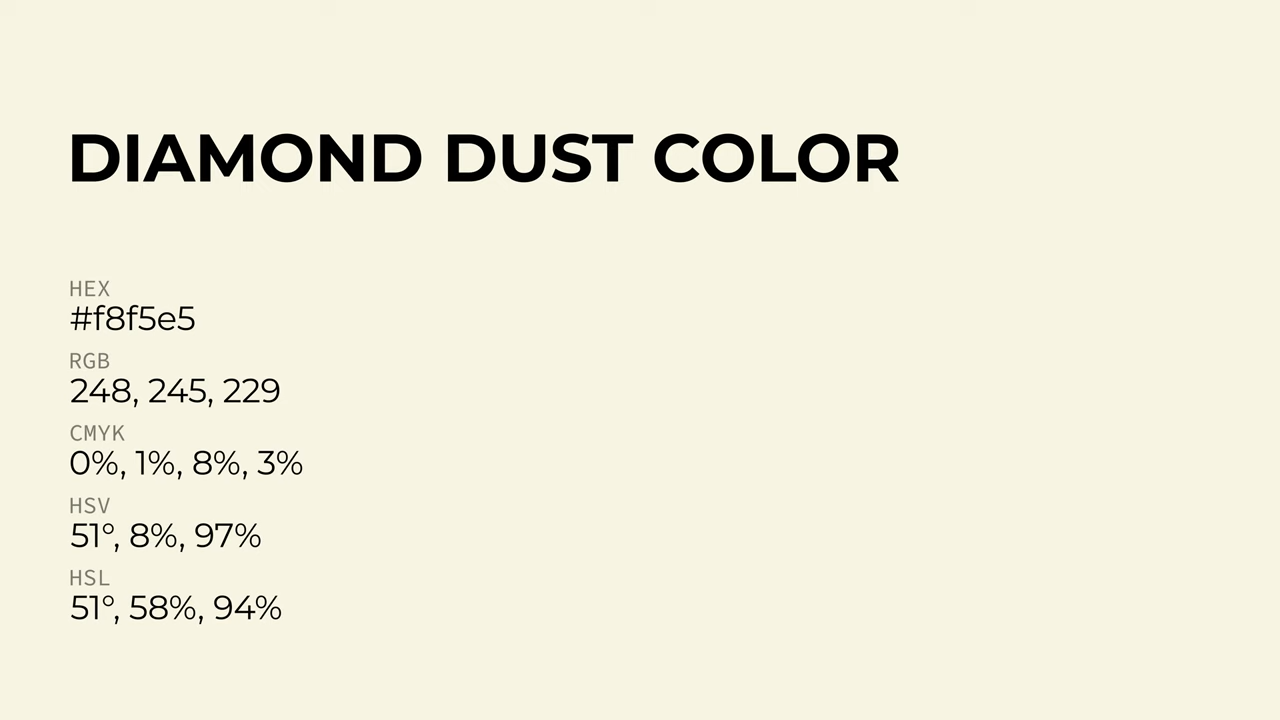 DIAMOND DUST COLOR
HEX
#f8f5e5
RGB
248, 245, 229
CMYK
0%, 1%, 8%, 3%
HSV
51°, 8%, 97%
HSL
51°, 58%, 94%